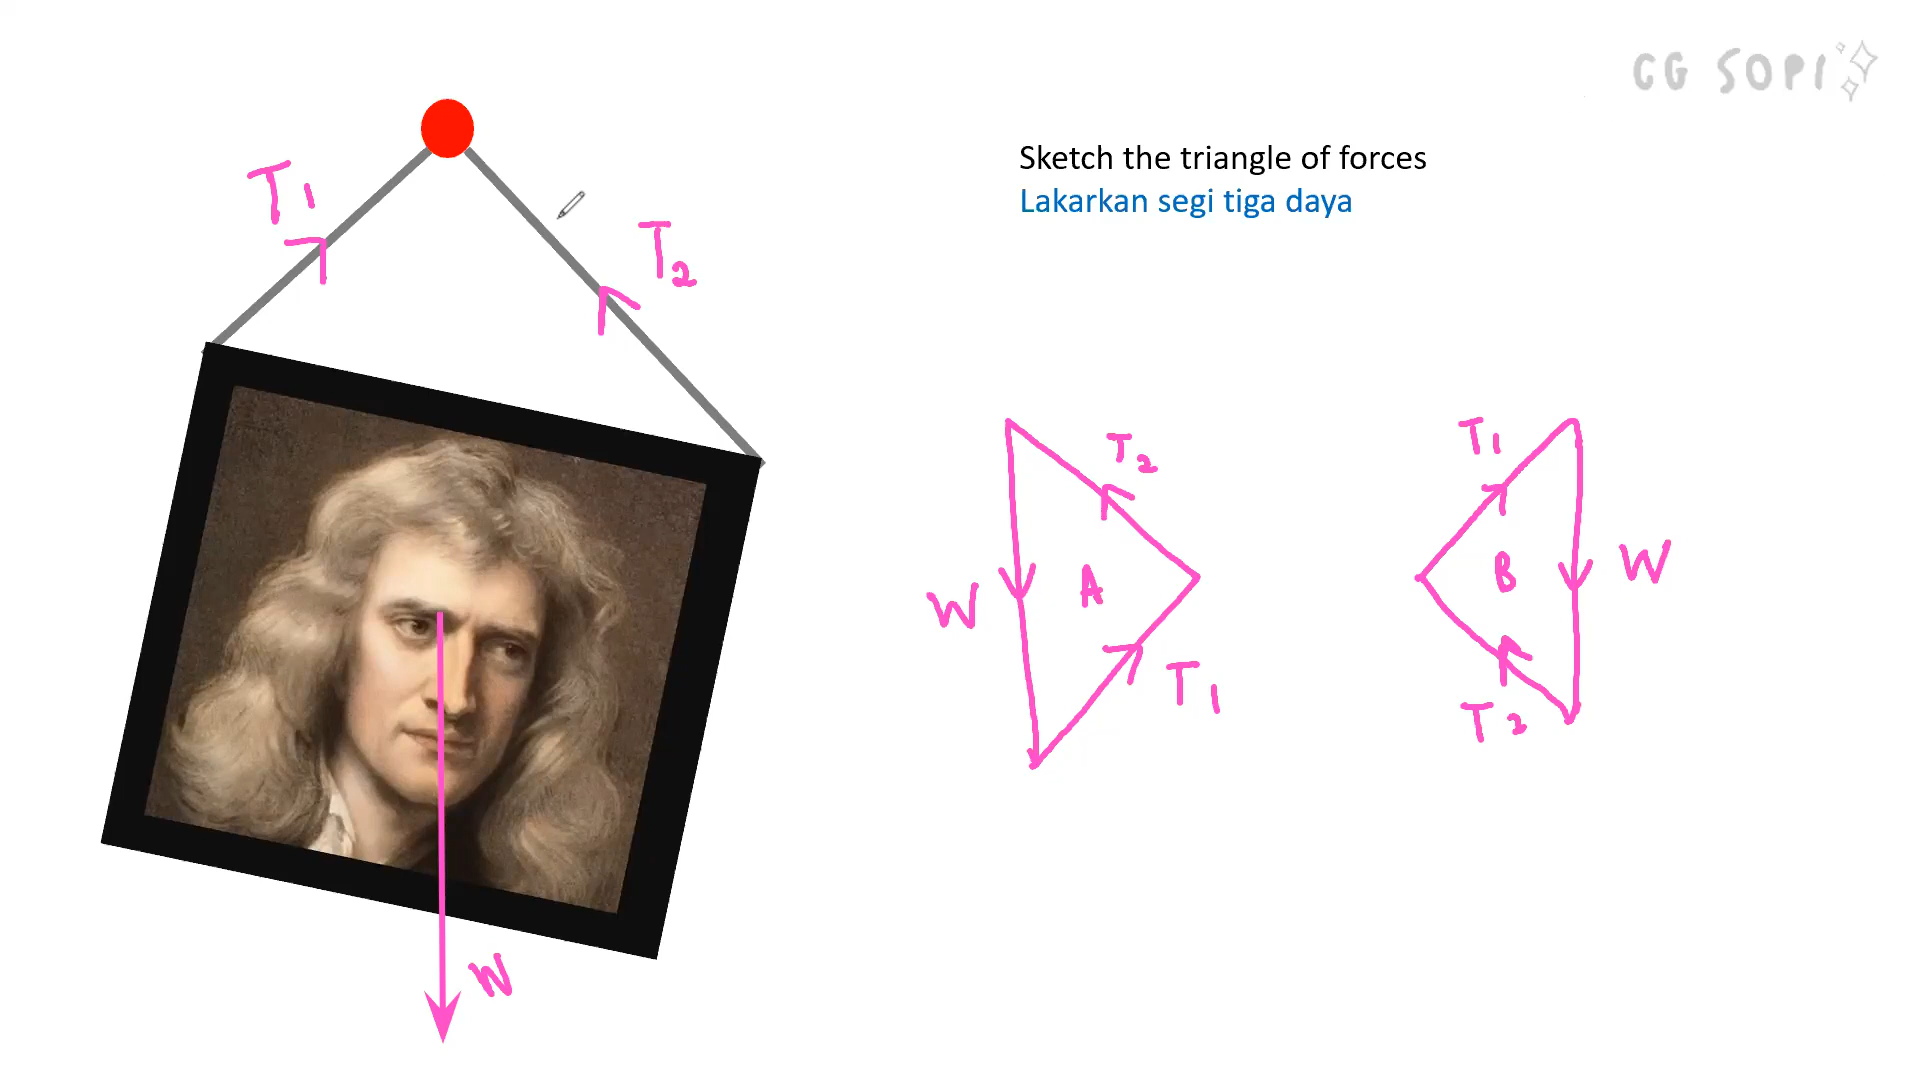 CG SOPI
Sketch the triangle of forces
Lakarkan segi tiga daya
T1
T2
W
T2
A
W
T1
T1
B
W
T2